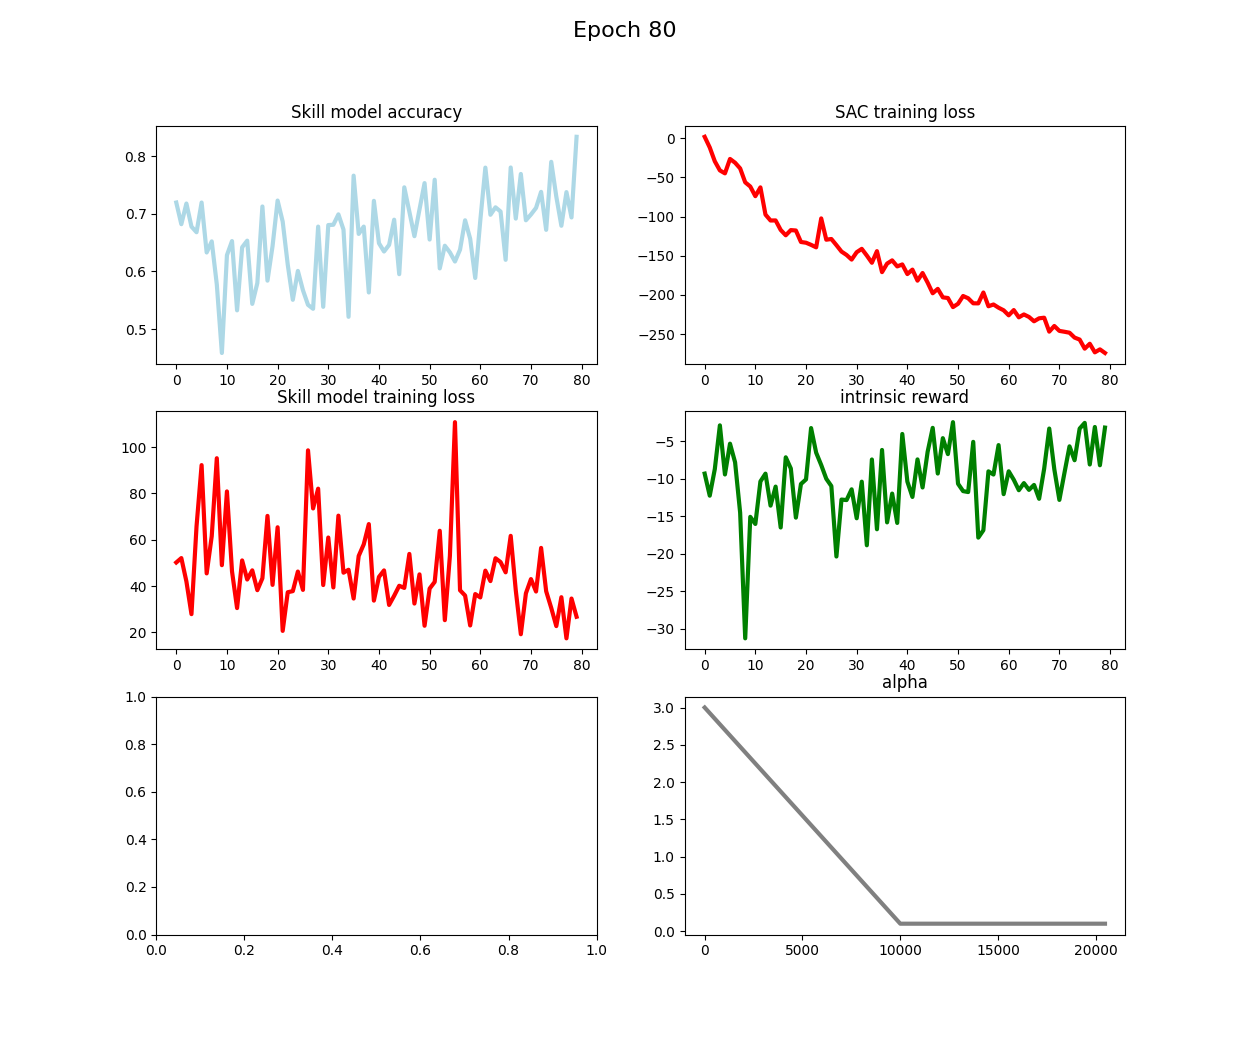 Epoch 80
Skill model accuracy
0.8
0.7
0.6
0.5
0 10 20 30 40 50 60 70 80
SAC training loss
0
−50
−100
−150
−200
−250
0 10 20 30 40 50 60 70 80
Skill model training loss
100
80
60
40
20
0 10 20 30 40 50 60 70 80
intrinsic reward
−5
−10
−15
−20
−25
−30
0 10 20 30 40 50 60 70 80
1.0
0.8
0.6
0.4
0.2
0.0
0.0 0.2 0.4 0.6 0.8 1.0
alpha
3.0
2.5
2.0
1.5
1.0
0.5
0.0
0 5000 10000 15000 20000